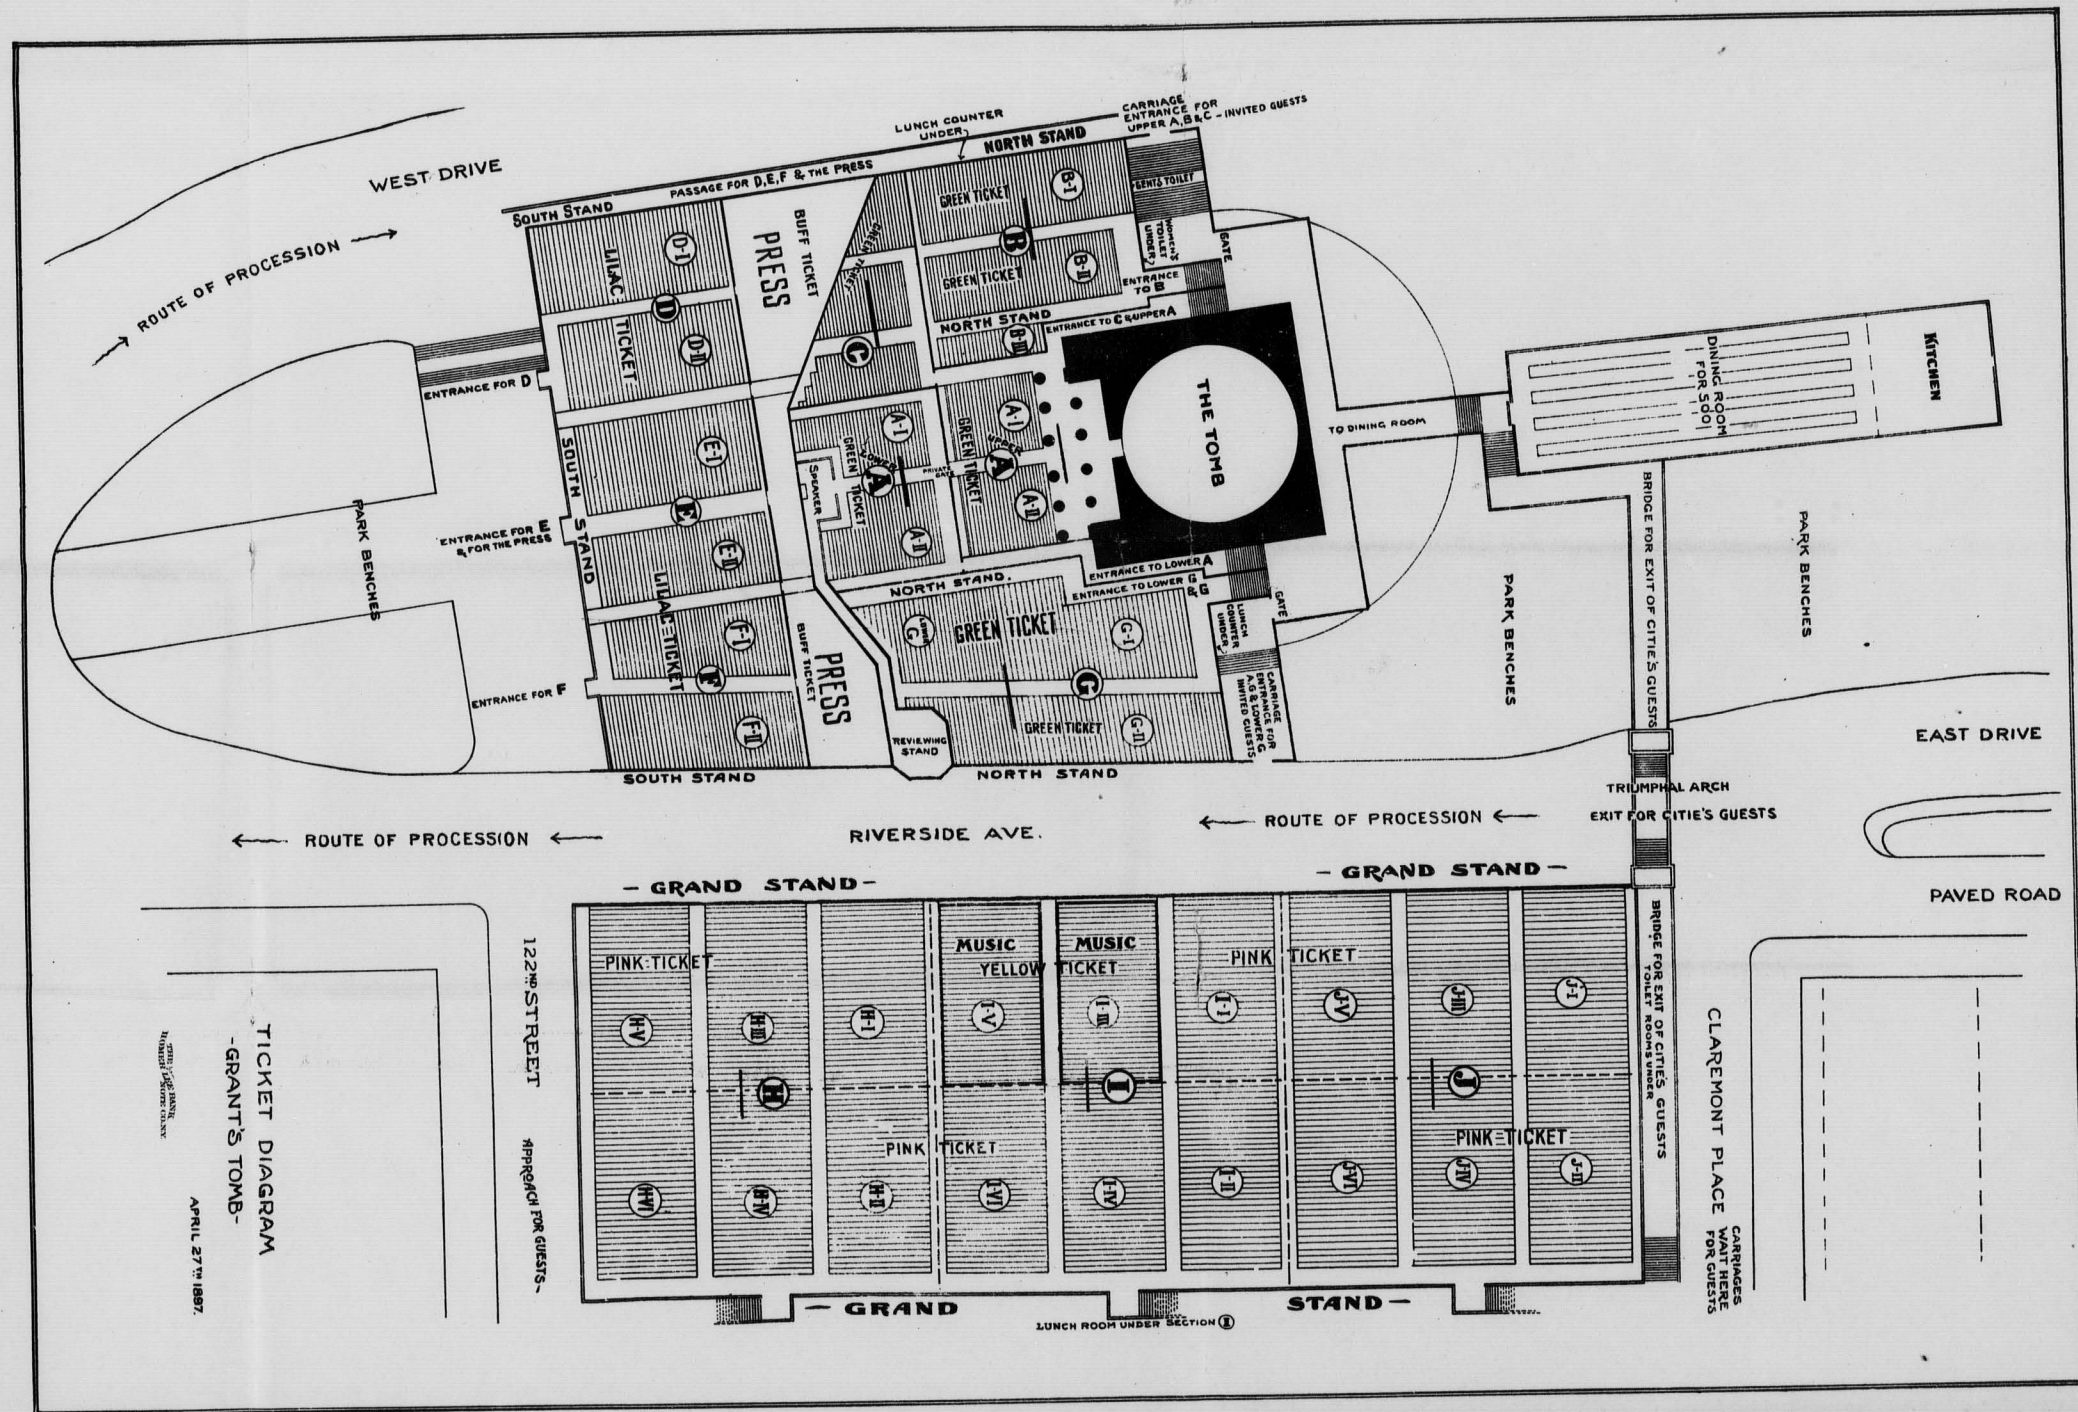 WEST DRIVE
ROUTE OF PROCESSION
LUNCH COUNTER
UNDER
CARRIAGE
ENTRANCE FOR
UPPER A, B & C - INVITED GUESTS
NORTH STAND
PASSAGE FOR D, E, F & THE PRESS
SOUTH STAND
GENTS TOILET
WOMEN'S
TOILET
UNDER
GATE
GREEN TICKET
B-I
B
GREEN TICKET
B-II
ENTRANCE
TO B
NORTH STAND
ENTRANCE TO C & UPPER A
B-III
GREEN TICKET
C
BUFF TICKET
PRESS
LILAC TICKET
D-I
D
D-II
ENTRANCE FOR D
SOUTH STAND
E-I
E
E-II
ENTRANCE FOR E
& FOR THE PRESS
LILAC-TICKET
F-I
F
F-II
ENTRANCE FOR F
PARK BENCHES
SOUTH STAND
BUFF TICKET
PRESS
A-I
GREEN TICKET
LOWER
A
A-II
SPEAKER
PRIVATE
GATE
A-I
GREEN TICKET
UPPER
A
A-II
THE TOMB
TO DINING ROOM
DINING ROOM
FOR 500
KITCHEN
NORTH STAND.
ENTRANCE TO LOWER A
ENTRANCE TO LOWER G
& G
LOWER
G
GREEN TICKET
G-I
G
GREEN TICKET
G-II
GATE
LUNCH
COUNTER
UNDER
CARRIAGE
ENTRANCE FOR
A, G & LOWER G
INVITED GUESTS
REVIEWING
STAND
NORTH STAND
PARK BENCHES
BRIDGE FOR EXIT OF CITIE'S GUESTS
PARK BENCHES
EAST DRIVE
TRIUMPHAL ARCH
EXIT FOR CITIE'S GUESTS
ROUTE OF PROCESSION
RIVERSIDE AVE.
ROUTE OF PROCESSION
PAVED ROAD
- GRAND STAND -
- GRAND STAND -
PINK-TICKET
MUSIC
MUSIC
YELLOW TICKET
PINK TICKET
H-V
H-III
H-I
I-V
I-III
I-I
J-V
J-III
J-I
H
I
J
PINK TICKET
PINK-TICKET
H-VI
H-IV
H-II
I-VI
I-IV
I-II
J-VI
J-IV
J-II
- GRAND STAND -
LUNCH ROOM UNDER SECTION I
122ND STREET
APPROACH FOR GUESTS-
BRIDGE FOR EXIT OF CITIE'S GUESTS
TOILET ROOMS UNDER
CLAREMONT PLACE
CARRIAGES
WAIT HERE
FOR GUESTS
TICKET DIAGRAM
-GRANT'S TOMB-
APRIL 27TH 1897.